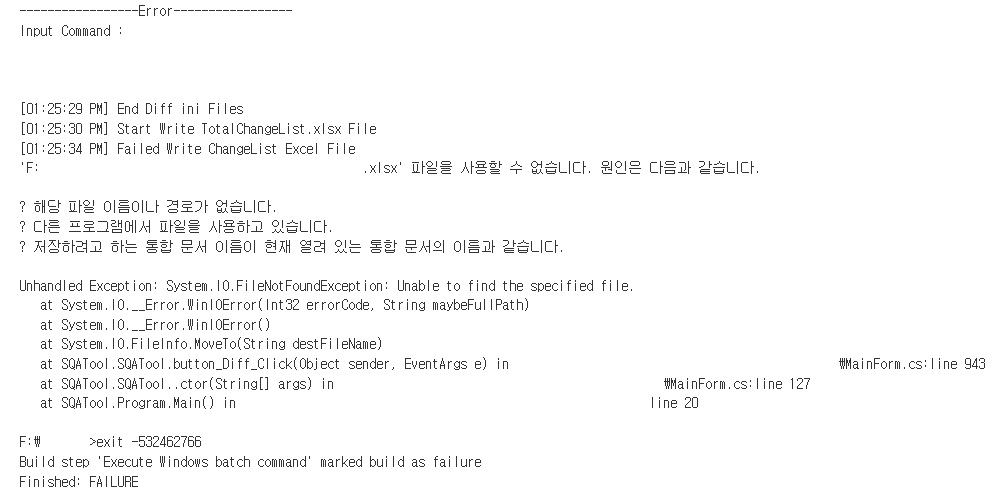 -----------------Error-----------------
Input Command :
[01:25:29 PM] End Diff ini Files
[01:25:30 PM] Start Write TotalChangeList.xlsx File
[01:25:34 PM] Failed Write ChangeList Excel File
'F: .xlsx' 파일을 사용할 수 없습니다. 원인은 다음과 같습니다.
? 해당 파일 이름이나 경로가 없습니다.
? 다른 프로그램에서 파일을 사용하고 있습니다.
? 저장하려고 하는 통합 문서 이름이 현재 열려 있는 통합 문서의 이름과 같습니다.
Unhandled Exception: System.IO.FileNotFoundException: Unable to find the specified file.
at System.IO.__Error.WinIOError(Int32 errorCode, String maybeFullPath)
at System.IO.__Error.WinIOError()
at System.IO.FileInfo.MoveTo(String destFileName)
at SQATool.SQATool.button_Diff_Click(Object sender, EventArgs e) in ₩MainForm.cs:line 943
at SQATool.SQATool..ctor(String[] args) in ₩MainForm.cs:line 127
at SQATool.Program.Main() in line 20
F:₩ >exit -532462766
Build step 'Execute Windows batch command' marked build as failure
Finished: FAILURE